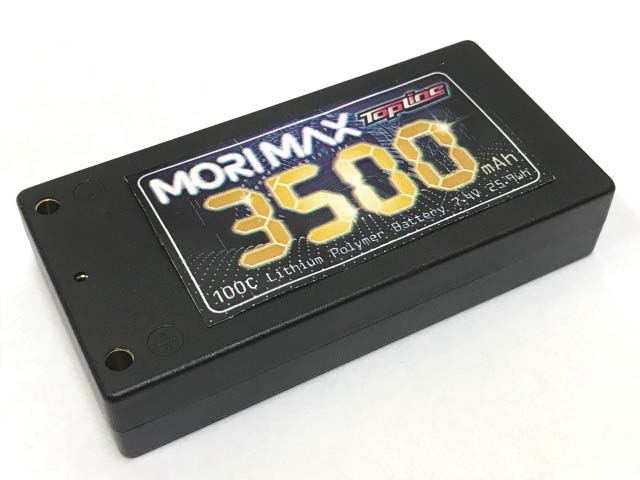 MORI MAX Topline
3500 mAh
100C Lithium Polymer Battery 7.4V 25.9wh